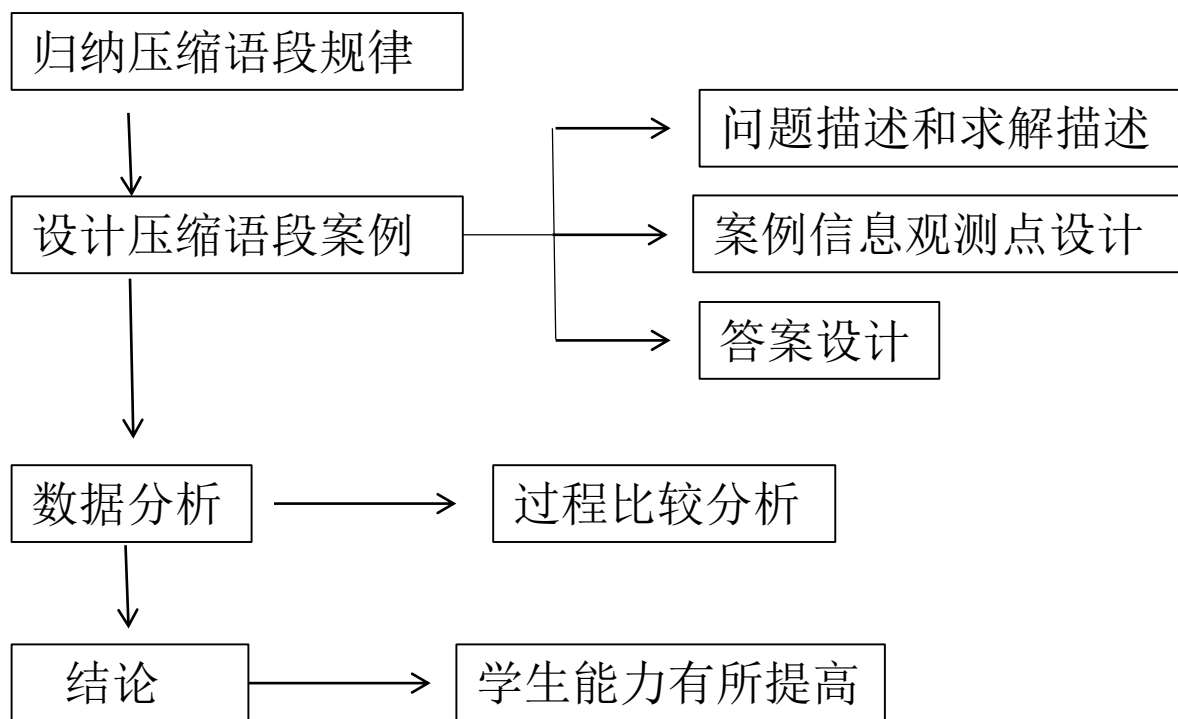 归纳压缩语段规律
问题描述和求解描述
设计压缩语段案例
案例信息观测点设计
答案设计
数据分析
过程比较分析
结论
学生能力有所提高